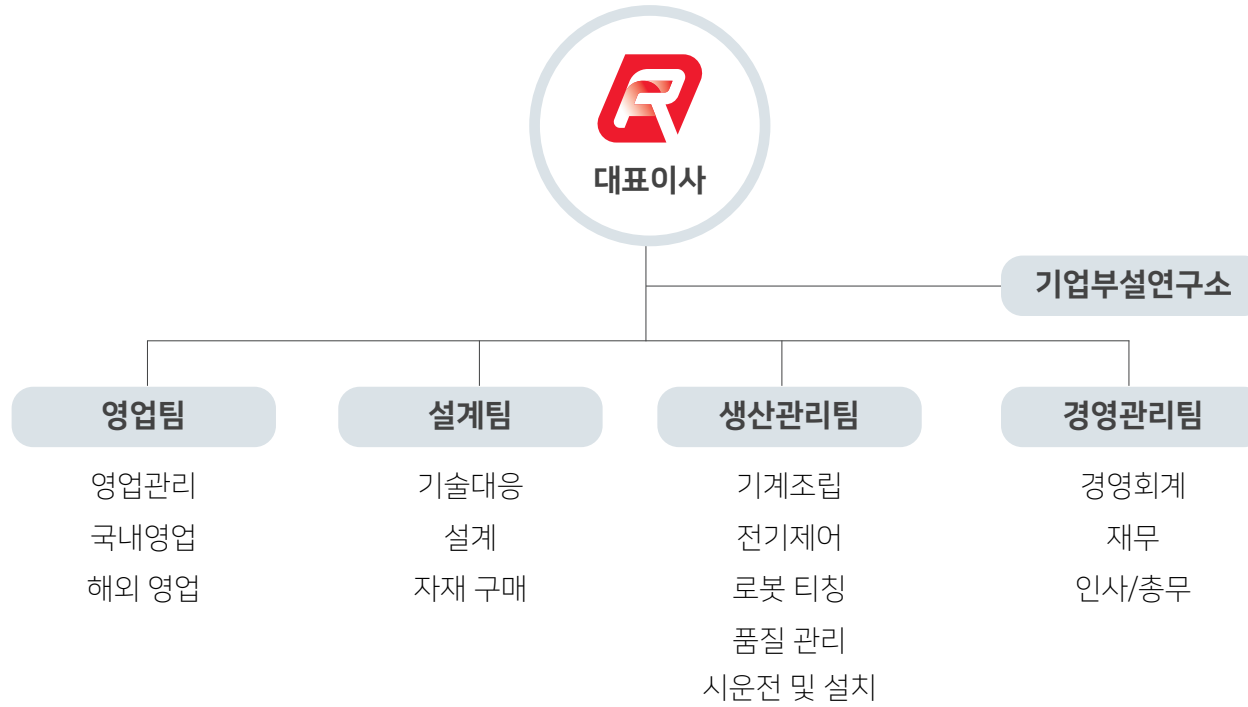 대표이사
기업부설연구소
영업팀
영업관리
국내영업
해외 영업
설계팀
기술대응
설계
자재 구매
생산관리팀
기계조립
전기제어
로봇 티칭
품질 관리
시운전 및 설치
경영관리팀
경영회계
재무
인사/총무